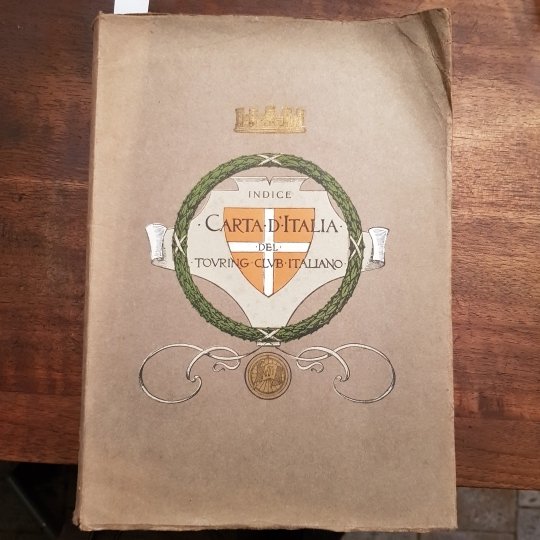 INDICE
· CARTA · D'ITALIA ·
· DEL ·
· TOVRING · CLVB · ITALIANO ·